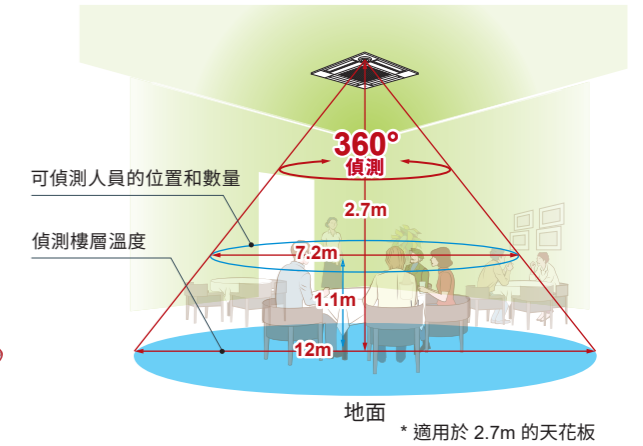 360°
偵測
可偵測人員的位置和數量
2.7m
偵測樓層溫度
7.2m
1.1m
12m
地面
* 適用於 2.7m 的天花板